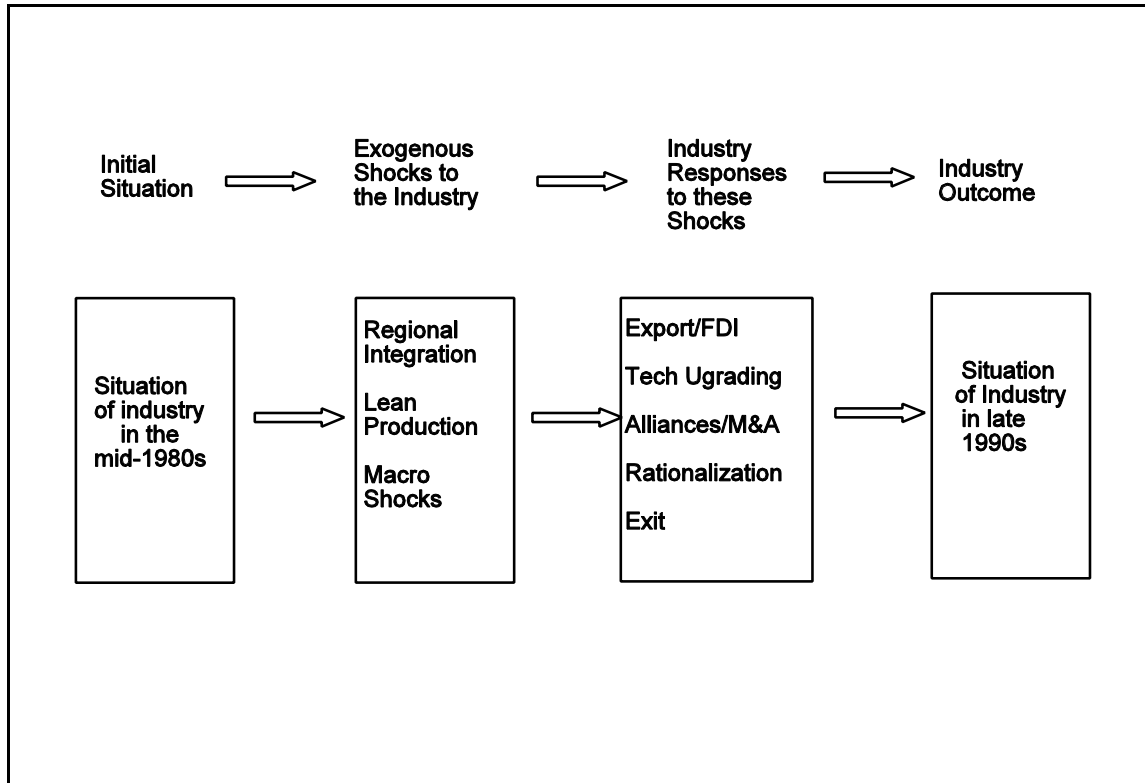 Initial
Situation
Exogenous
Shocks to
the Industry
Industry
Responses
to these
Shocks
Industry
Outcome
Situation
of industry
in the
mid-1980s
Regional
Integration
Lean
Production
Macro
Shocks
Export/FDI
Tech Ugrading
Alliances/M&A
Rationalization
Exit
Situation
of Industry
in late
1990s